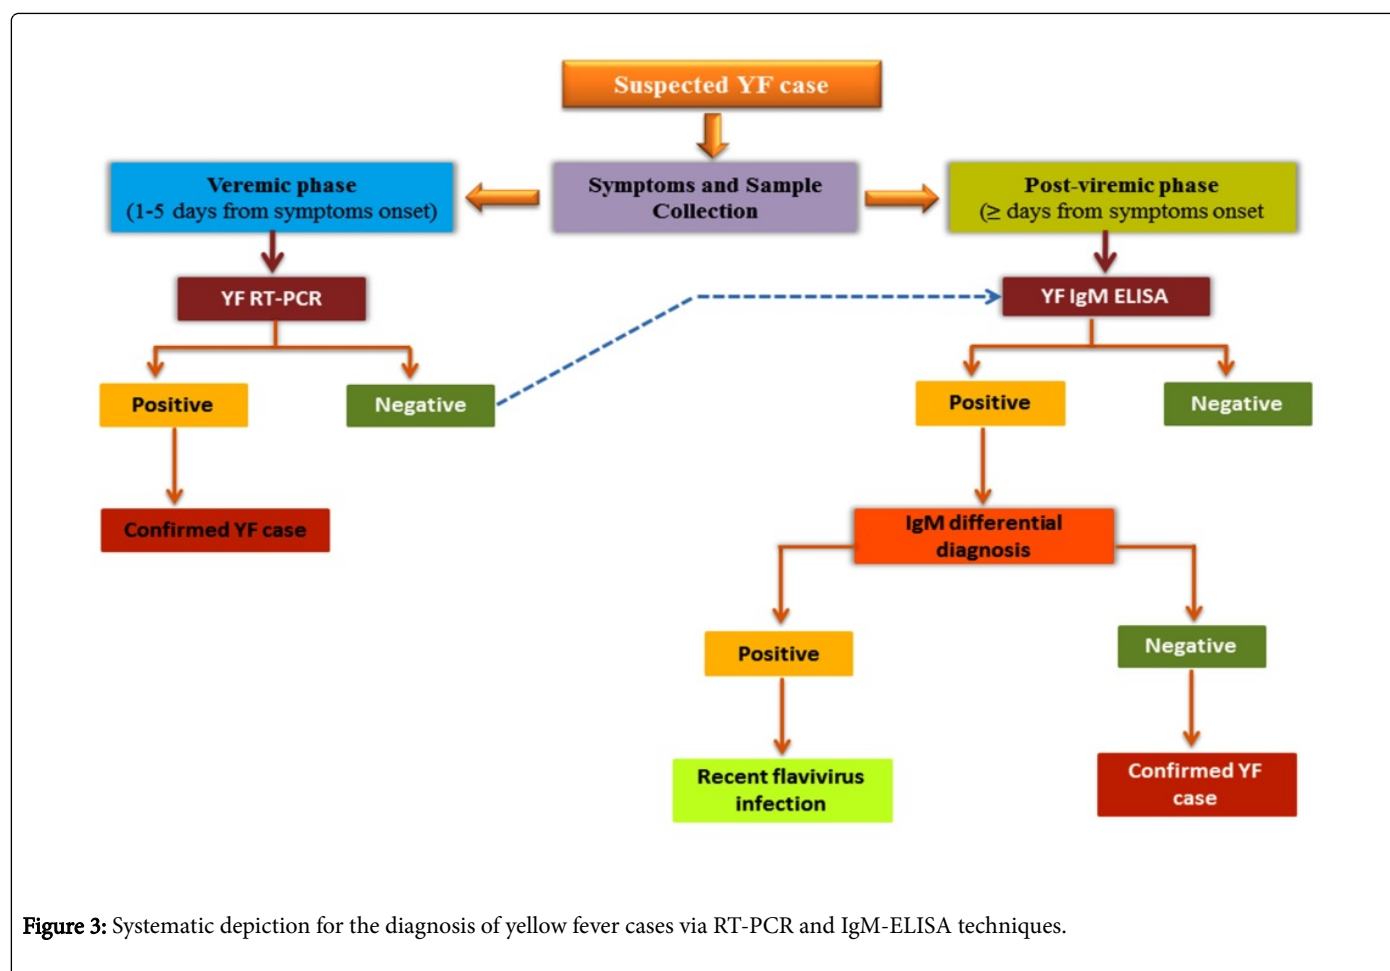 Suspected YF case
Veremic phase
(1-5 days from symptoms onset)
Symptoms and Sample
Collection
Post-viremic phase
(≥ days from symptoms onset
YF RT-PCR
YF IgM ELISA
Positive
Negative
Positive
Negative
Confirmed YF case
IgM differential
diagnosis
Positive
Negative
Recent flavivirus
infection
Confirmed YF
case
Figure 3: Systematic depiction for the diagnosis of yellow fever cases via RT-PCR and IgM-ELISA techniques.